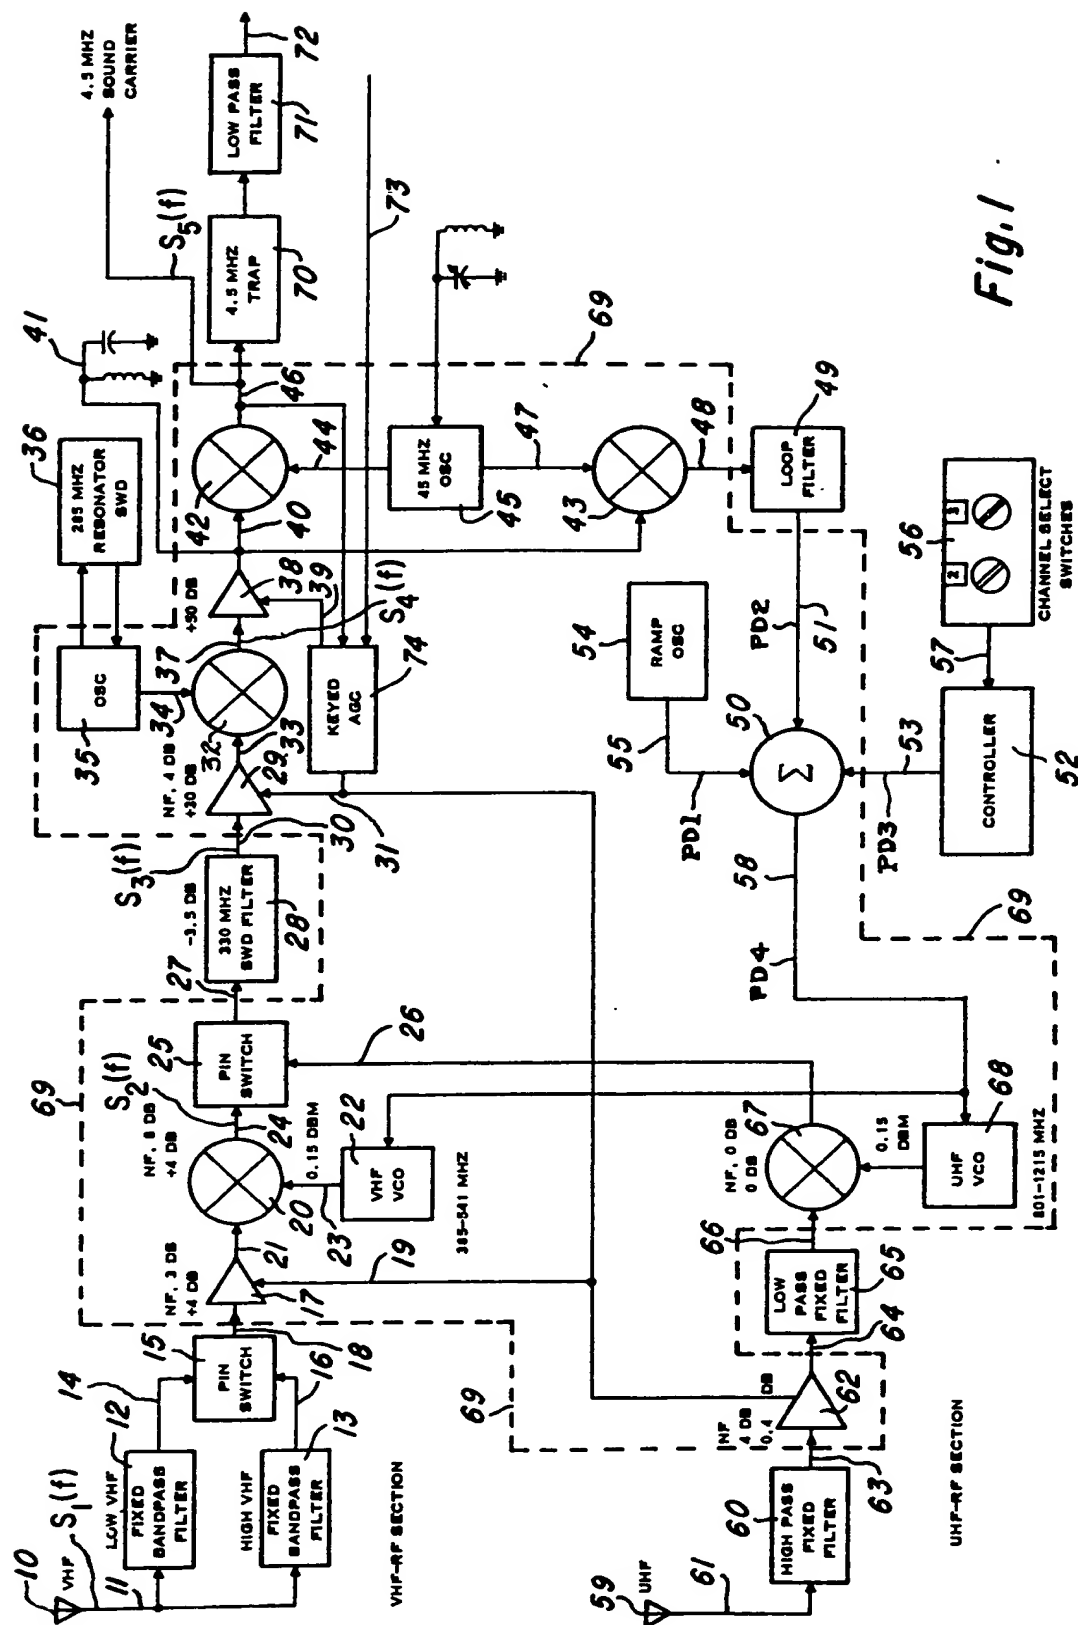 10
VHF
S1(f)
11
LOW VHF
12
FIXED
BANDPASS
FILTER
14
HIGH VHF
FIXED
BANDPASS
FILTER
13
VHF-RF SECTION
15
PIN
SWITCH
16
18
NF, 3 DB
+4 DB
17
21
19
69
NF, 8 DB
+4 DB
20
0.15 DBM
23
22
VHF
VCO
385-541 MHZ
S2(f)
24
25
PIN
SWITCH
26
27
-3.5 DB
330 MHZ
SWD FILTER
28
S3(f)
30
NF, 4 DB
+30 DB
29
31
33
32
34
35
OSC
285 MHZ
RESONATOR
SWD
36
37
S4(f)
+50 DB
38
39
KEYED
AGC
74
40
41
42
44
46
45 MHZ
OSC
45
47
43
48
69
S5(f)
4.5 MHZ
SOUND
CARRIER
4.5 MHZ
TRAP
70
LOW PASS
FILTER
71
72
73
LOOP
FILTER
49
PD2
51
RAMP
OSC
54
55
PD1
50
Σ
58
PD4
PD3
53
CONTROLLER
52
57
56
2
3
CHANNEL SELECT
SWITCHES
69
59
UHF
61
60
HIGH PASS
FIXED
FILTER
63
UHF-RF SECTION
NF
4 DB
0.4
DB
62
69
64
LOW
PASS
FIXED
FILTER
65
66
NF, 0 DB
0 DB
67
0.15
DBM
UHF
VCO
68
801-1215 MHZ
Fig. 1